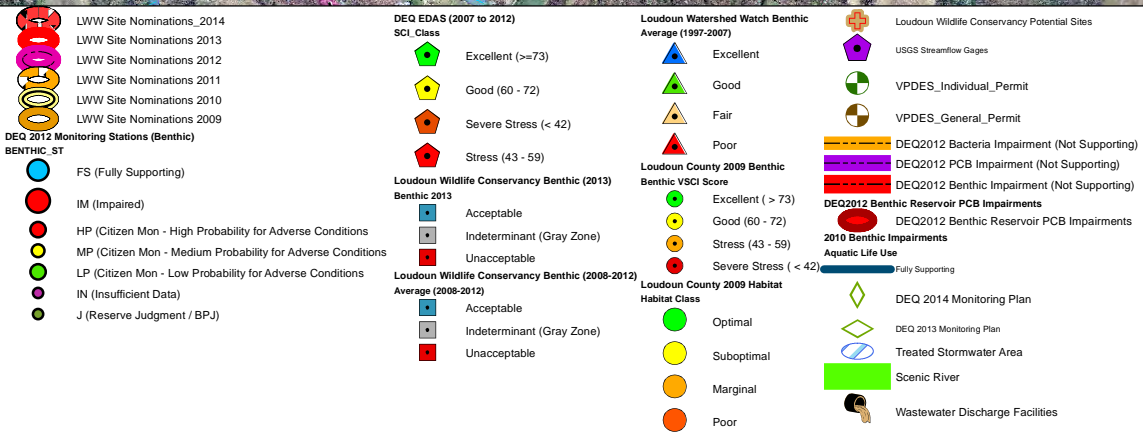 LWW Site Nominations_2014
LWW Site Nominations 2013
LWW Site Nominations 2012
LWW Site Nominations 2011
LWW Site Nominations 2010
LWW Site Nominations 2009
DEQ 2012 Monitoring Stations (Benthic)
BENTHIC_ST
FS (Fully Supporting)
IM (Impaired)
HP (Citizen Mon - High Probability for Adverse Conditions
MP (Citizen Mon - Medium Probability for Adverse Conditions
LP (Citizen Mon - Low Probability for Adverse Conditions
IN (Insufficient Data)
J (Reserve Judgment / BPJ)
DEQ EDAS (2007 to 2012)
SCI_Class
Excellent (>=73)
Good (60 - 72)
Severe Stress (< 42)
Stress (43 - 59)
Loudoun Wildlife Conservancy Benthic (2013)
Benthic 2013
Acceptable
Indeterminant (Gray Zone)
Unacceptable
Loudoun Wildlife Conservancy Benthic (2008-2012)
Average (2008-2012)
Acceptable
Indeterminant (Gray Zone)
Unacceptable
Loudoun Watershed Watch Benthic
Average (1997-2007)
Excellent
Good
Fair
Poor
Loudoun County 2009 Benthic
Benthic VSCI Score
Excellent ( > 73)
Good (60 - 72)
Stress (43 - 59)
Severe Stress ( < 42)
Loudoun County 2009 Habitat
Habitat Class
Optimal
Suboptimal
Marginal
Poor
Loudoun Wildlife Conservancy Potential Sites
USGS Streamflow Gages
VPDES_Individual_Permit
VPDES_General_Permit
DEQ2012 Bacteria Impairment (Not Supporting)
DEQ2012 PCB Impairment (Not Supporting)
DEQ2012 Benthic Impairment (Not Supporting)
DEQ2012 Benthic Reservoir PCB Impairments
DEQ2012 Benthic Reservoir PCB Impairments
2010 Benthic Impairments
Aquatic Life Use
Fully Supporting
DEQ 2014 Monitoring Plan
DEQ 2013 Monitoring Plan
Treated Stormwater Area
Scenic River
Wastewater Discharge Facilities